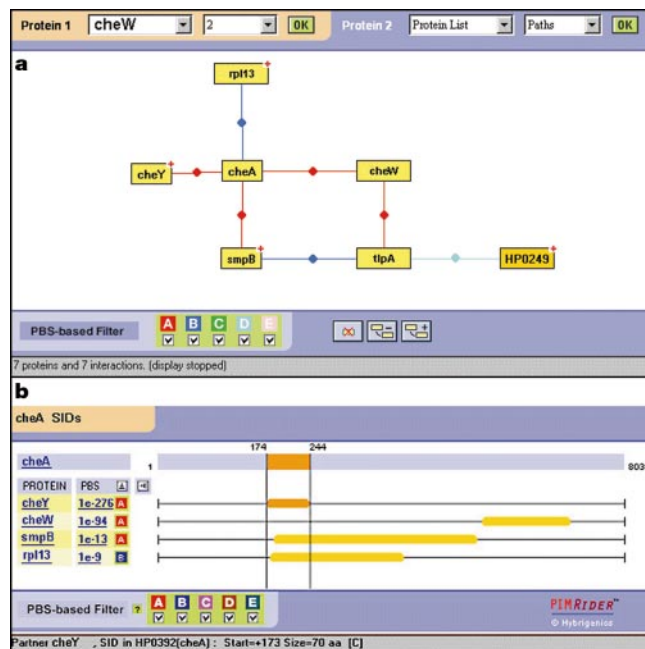 Protein 1 cheW 2 OK Protein 2 Protein List Paths OK
a
rpl13
cheY cheA cheW
smpB tlpA HP0249
PBS-based Filter A B C D E
7 proteins and 7 interactions. (display stopped)
b
cheA SIDs
174 244
cheA 1 803
PROTEIN PBS
cheY 1e-276 A
cheW 1e-94 A
smpB 1e-13 A
rpl13 1e-9 B
PBS-based Filter ? A B C D E
PIMRIDER™
© Hybrigenics
Partner cheY , SID in HP0392(cheA) : Start=+173 Size=70 aa [C]